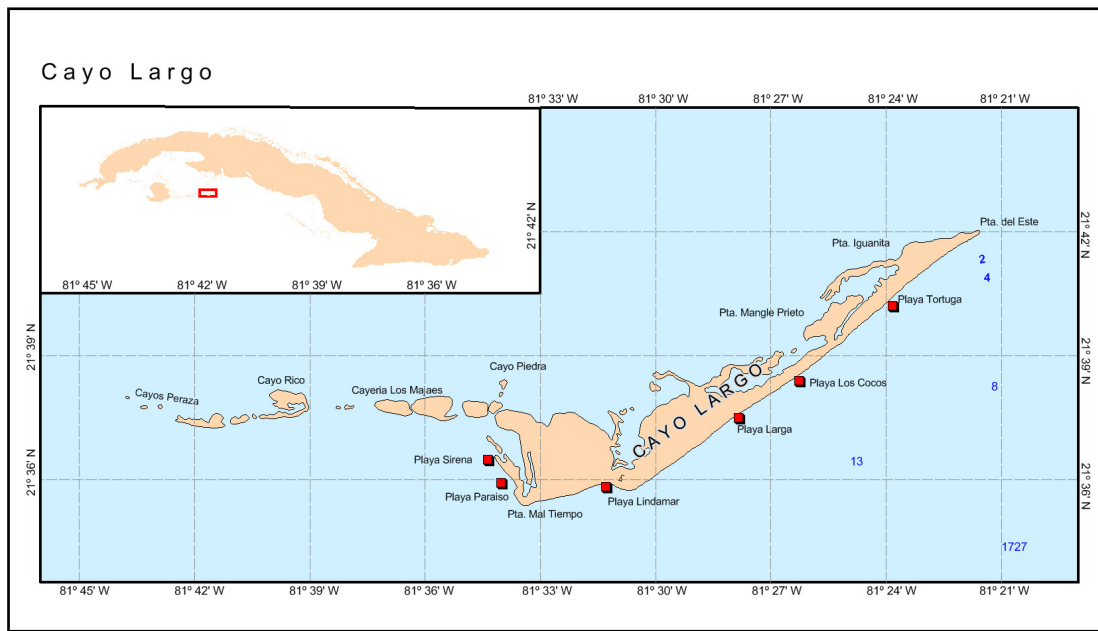 Cayo Largo
81º 33' W
81º 30' W
81º 27' W
81º 24' W
81º 21' W
21º 42' N
81º 45' W
81º 42' W
81º 39' W
81º 36' W
Pta. del Este
21º 42' N
Pta. Iguanita
2
4
Playa Tortuga
Pta. Mangle Prieto
21º 39' N
21º 39' N
Cayo Piedra
Cayo Rico
Cayeria Los Majaes
Cayos Peraza
CAYO LARGO
Playa Los Cocos
8
Playa Larga
Playa Sirena
13
21º 36' N
21º 36' N
Playa Paraiso
Playa Lindamar
Pta. Mal Tiempo
1727
81º 45' W
81º 42' W
81º 39' W
81º 36' W
81º 33' W
81º 30' W
81º 27' W
81º 24' W
81º 21' W